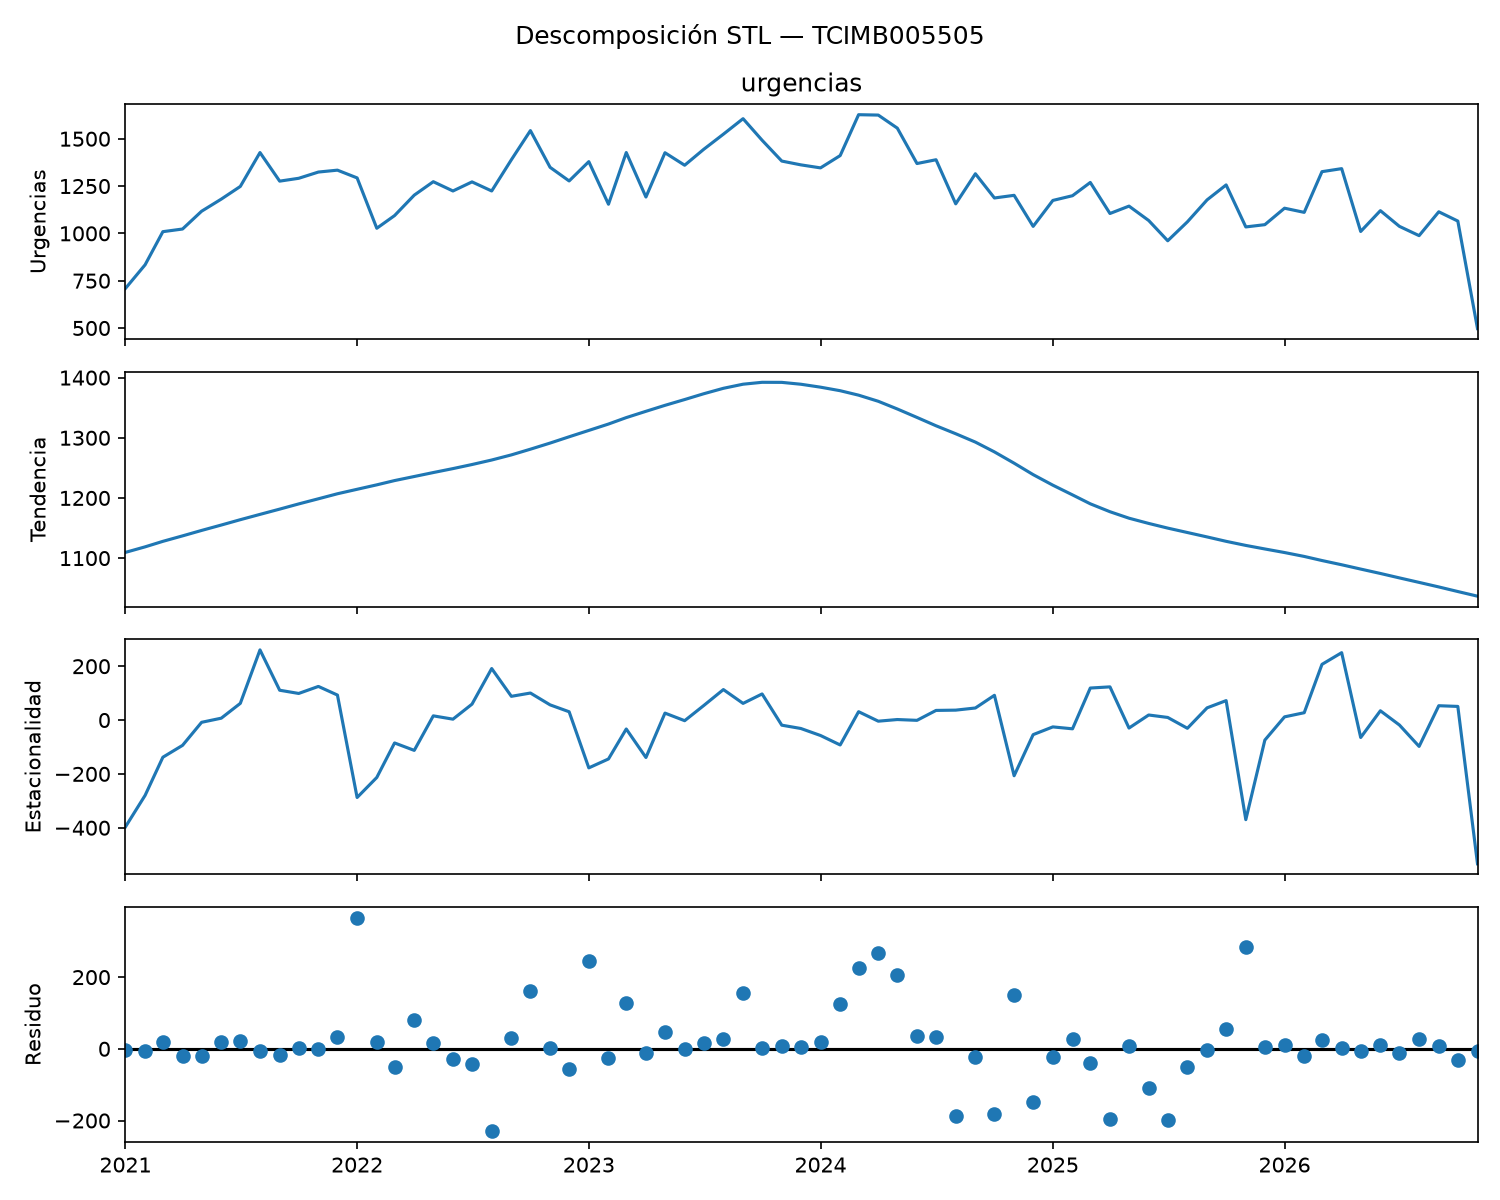 Descomposición STL — TCIMB005505
urgencias
Urgencias
1500
1250
1000
750
500
Tendencia
1400
1300
1200
1100
Estacionalidad
200
0
−200
−400
Residuo
200
0
−200
2021 2022 2023 2024 2025 2026